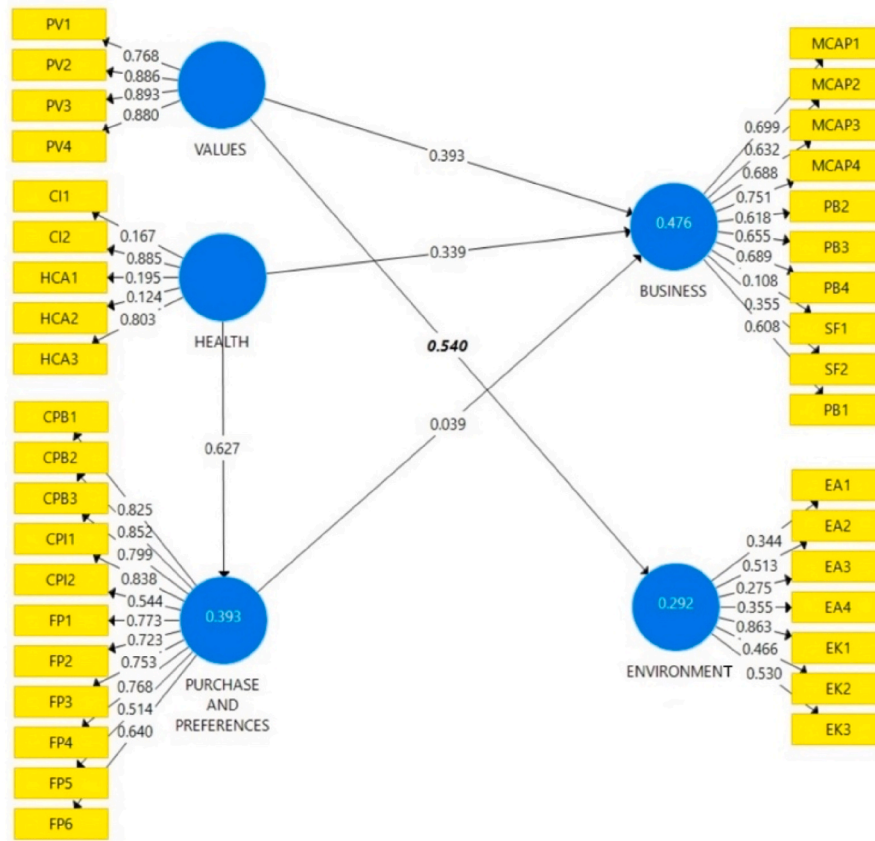 PV1
PV2
PV3
PV4
0.768
0.886
0.893
0.880
VALUES
CI1
CI2
HCA1
HCA2
HCA3
0.167
0.885
0.195
0.124
0.803
HEALTH
CPB1
CPB2
CPB3
CPI1
CPI2
FP1
FP2
FP3
FP4
FP5
FP6
0.825
0.852
0.799
0.838
0.544
0.773
0.723
0.753
0.768
0.514
0.640
0.393
PURCHASE
AND
PREFERENCES
0.393
0.339
0.540
0.039
0.627
0.476
BUSINESS
0.699
0.632
0.688
0.751
0.618
0.655
0.689
0.108
0.355
0.608
MCAP1
MCAP2
MCAP3
MCAP4
PB2
PB3
PB4
SF1
SF2
PB1
0.292
ENVIRONMENT
0.344
0.513
0.275
0.355
0.863
0.466
0.530
EA1
EA2
EA3
EA4
EK1
EK2
EK3